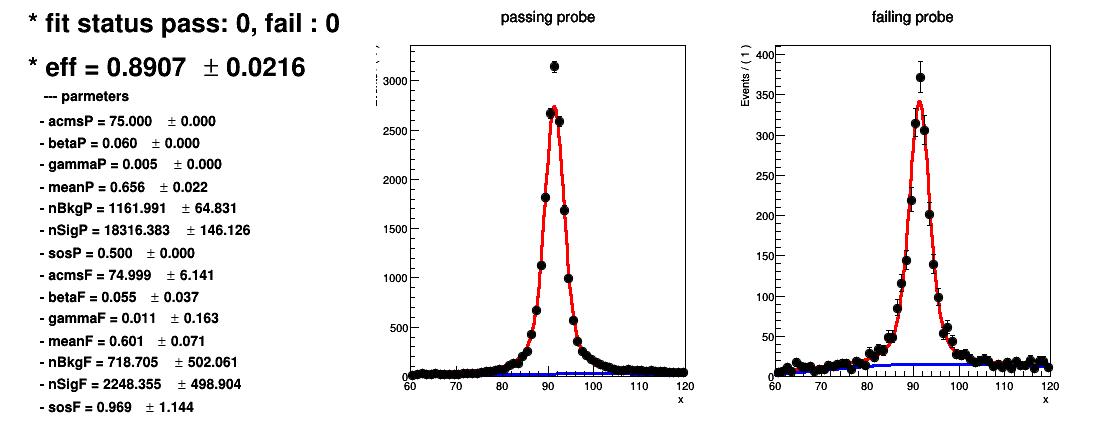 * fit status pass: 0, fail : 0
* eff = 0.8907 ± 0.0216
--- parmeters
- acmsP = 75.000 ± 0.000
- betaP = 0.060 ± 0.000
- gammaP = 0.005 ± 0.000
- meanP = 0.656 ± 0.022
- nBkgP = 1161.991 ± 64.831
- nSigP = 18316.383 ± 146.126
- sosP = 0.500 ± 0.000
- acmsF = 74.999 ± 6.141
- betaF = 0.055 ± 0.037
- gammaF = 0.011 ± 0.163
- meanF = 0.601 ± 0.071
- nBkgF = 718.705 ± 502.061
- nSigF = 2248.355 ± 498.904
- sosF = 0.969 ± 1.144
passing probe
3000
2500
2000
1500
1000
500
0
60 70 80 90 100 110 120
x
failing probe
Events / ( 1 )
400
350
300
250
200
150
100
50
0
60 70 80 90 100 110 120
x